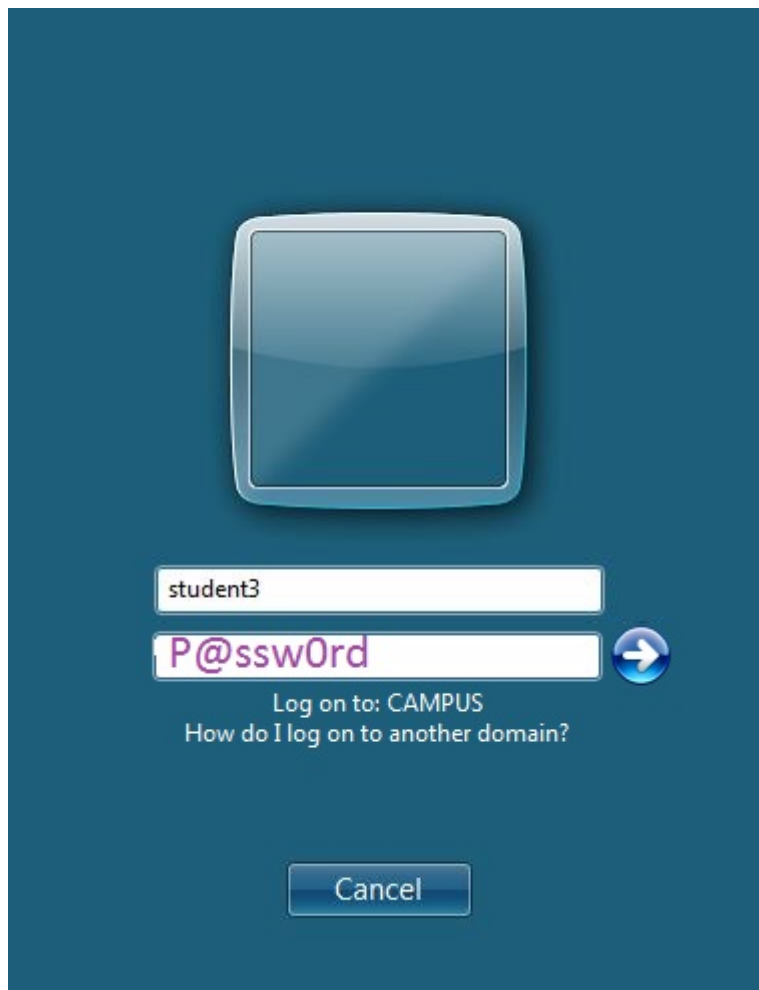 student3
P@ssw0rd
Log on to: CAMPUS
How do I log on to another domain?
Cancel